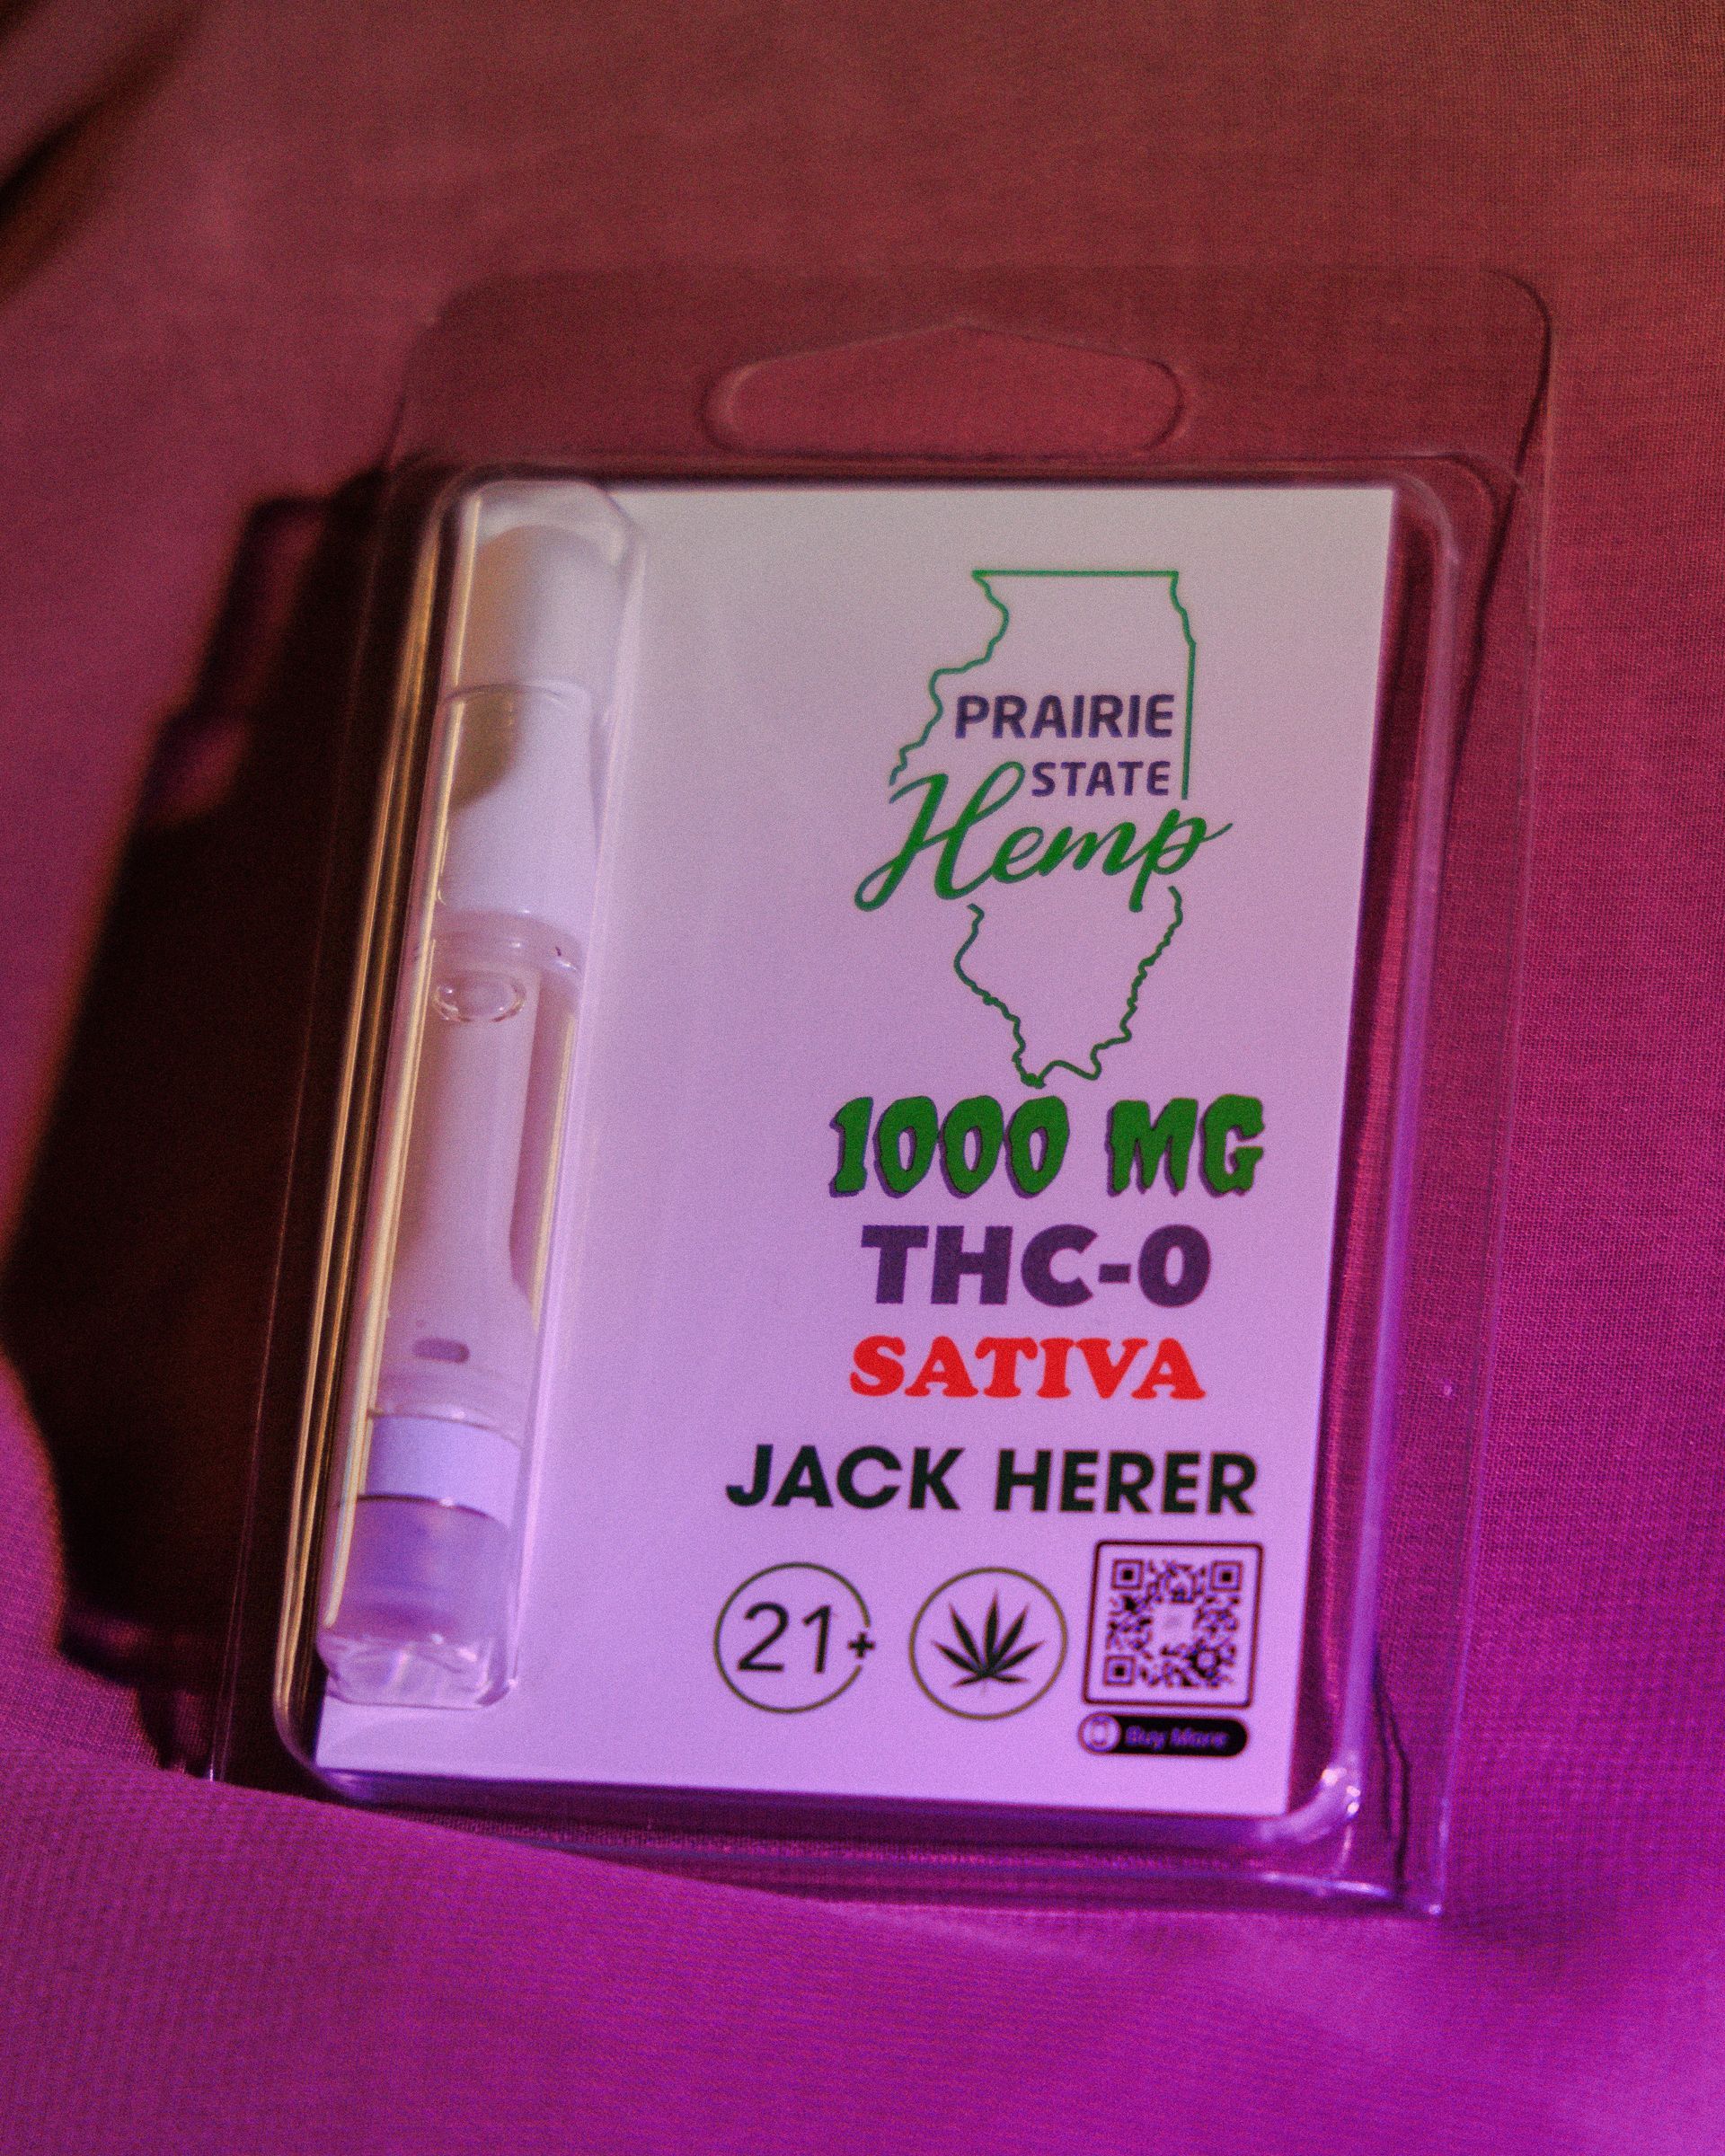 PRAIRIE
STATE
Hemp
1000 MG
THC-O
SATIVA
JACK HERER
21+
Buy More